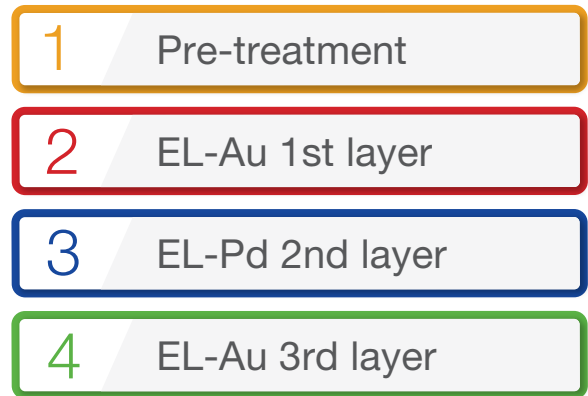 1 Pre-treatment
2 EL-Au 1st layer
3 EL-Pd 2nd layer
4 EL-Au 3rd layer